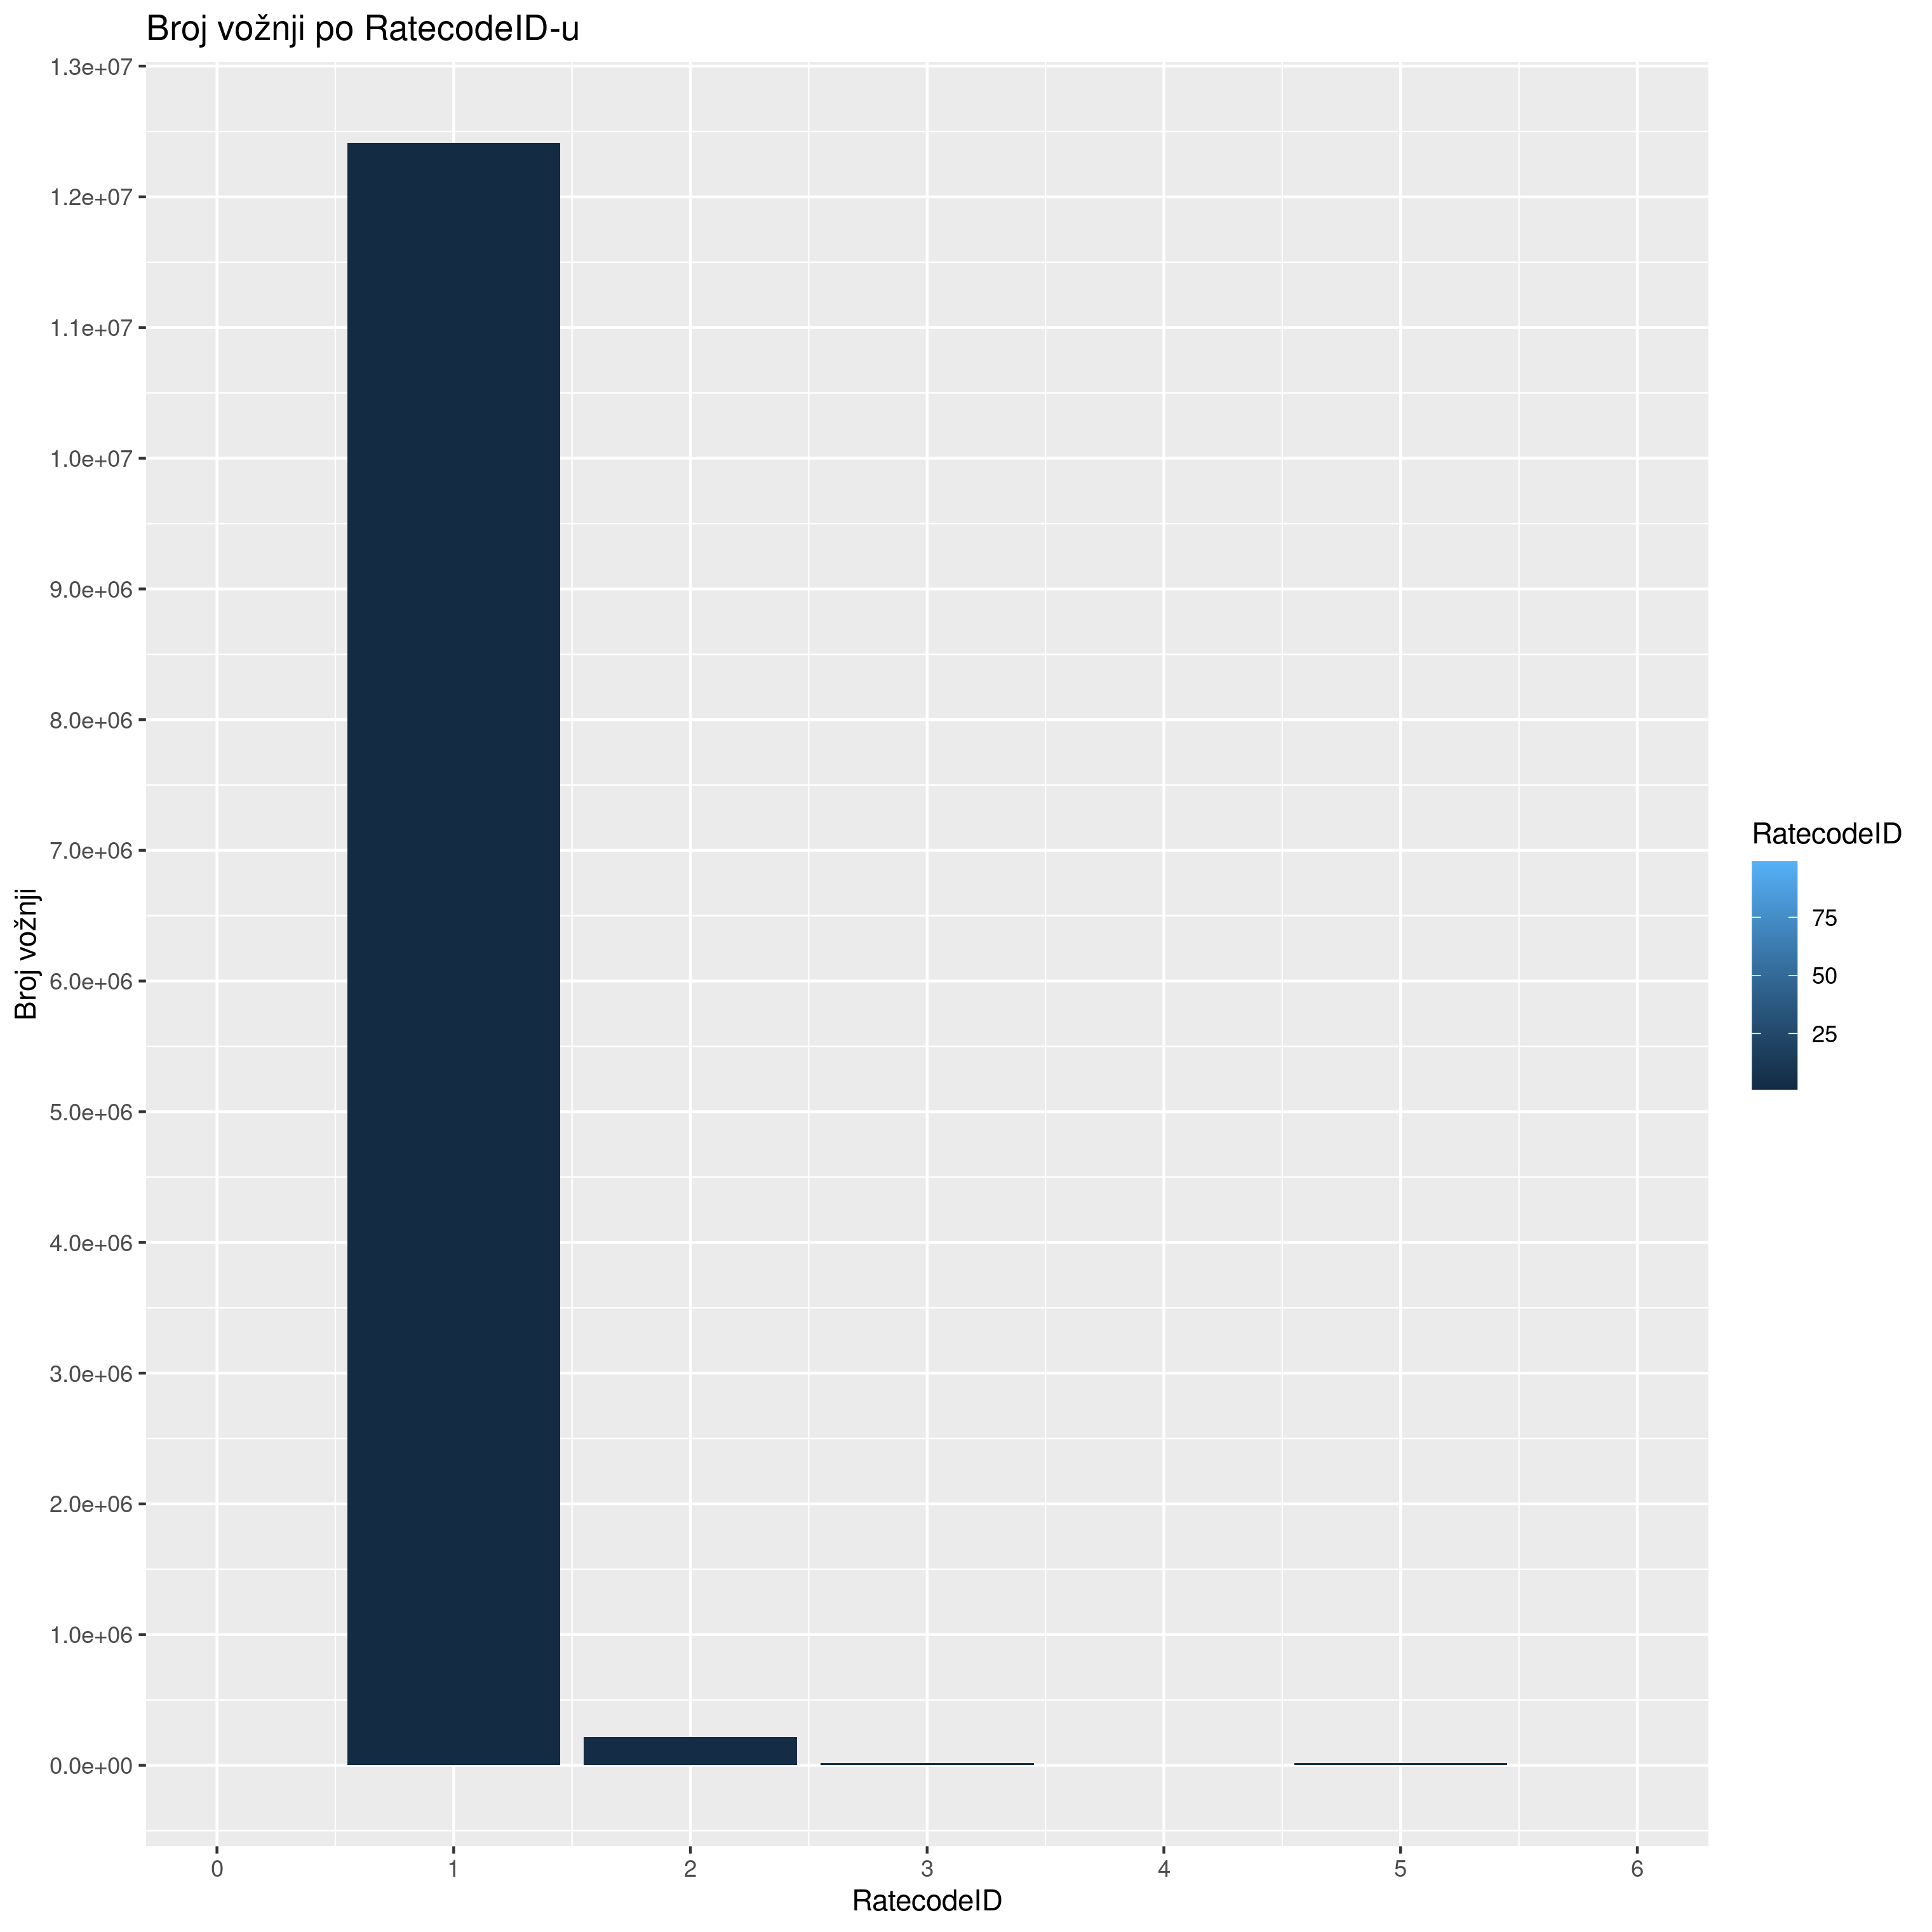 Broj vožnji po RatecodeID-u
1.3e+07
1.2e+07
1.1e+07
1.0e+07
9.0e+06
8.0e+06
7.0e+06
6.0e+06
5.0e+06
4.0e+06
3.0e+06
2.0e+06
1.0e+06
0.0e+00
Broj vožnji
0 1 2 3 4 5 6
RatecodeID
RatecodeID
75
50
25